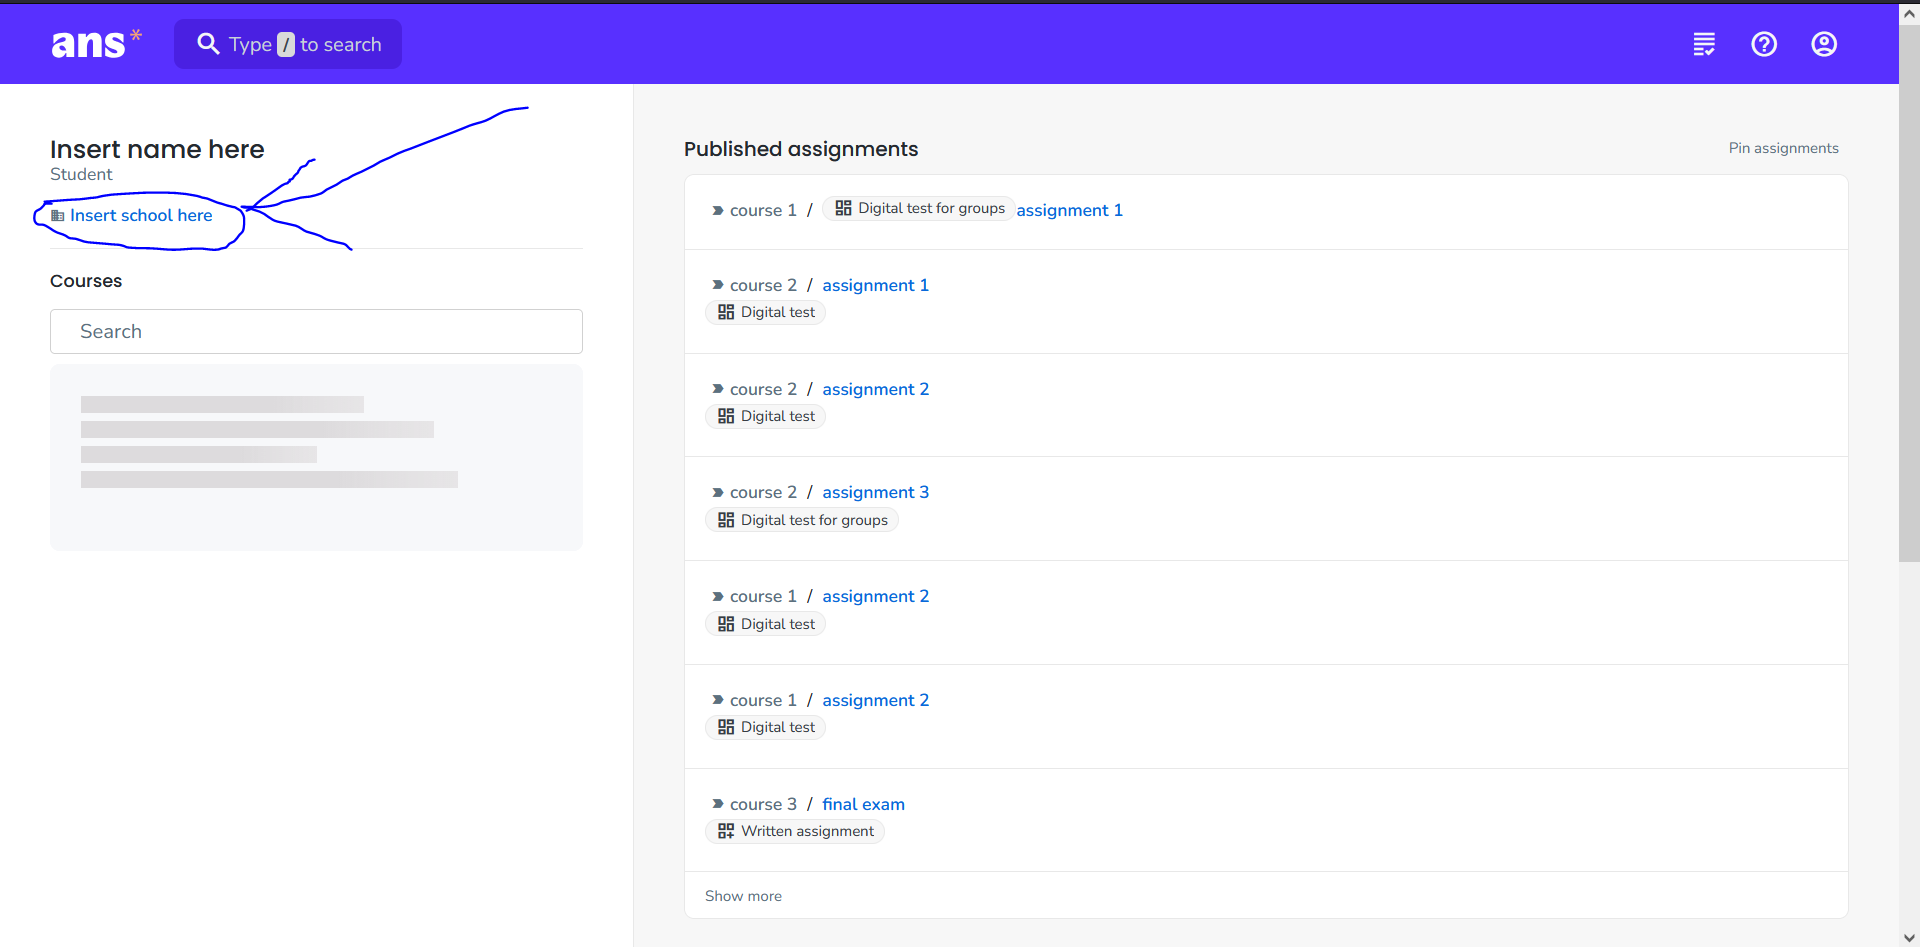 ans*
Type / to search
Insert name here
Student
Insert school here
Courses
Search
Published assignments
Pin assignments
course 1 / Digital test for groups assignment 1
course 2 / assignment 1
Digital test
course 2 / assignment 2
Digital test
course 2 / assignment 3
Digital test for groups
course 1 / assignment 2
Digital test
course 1 / assignment 2
Digital test
course 3 / final exam
Written assignment
Show more